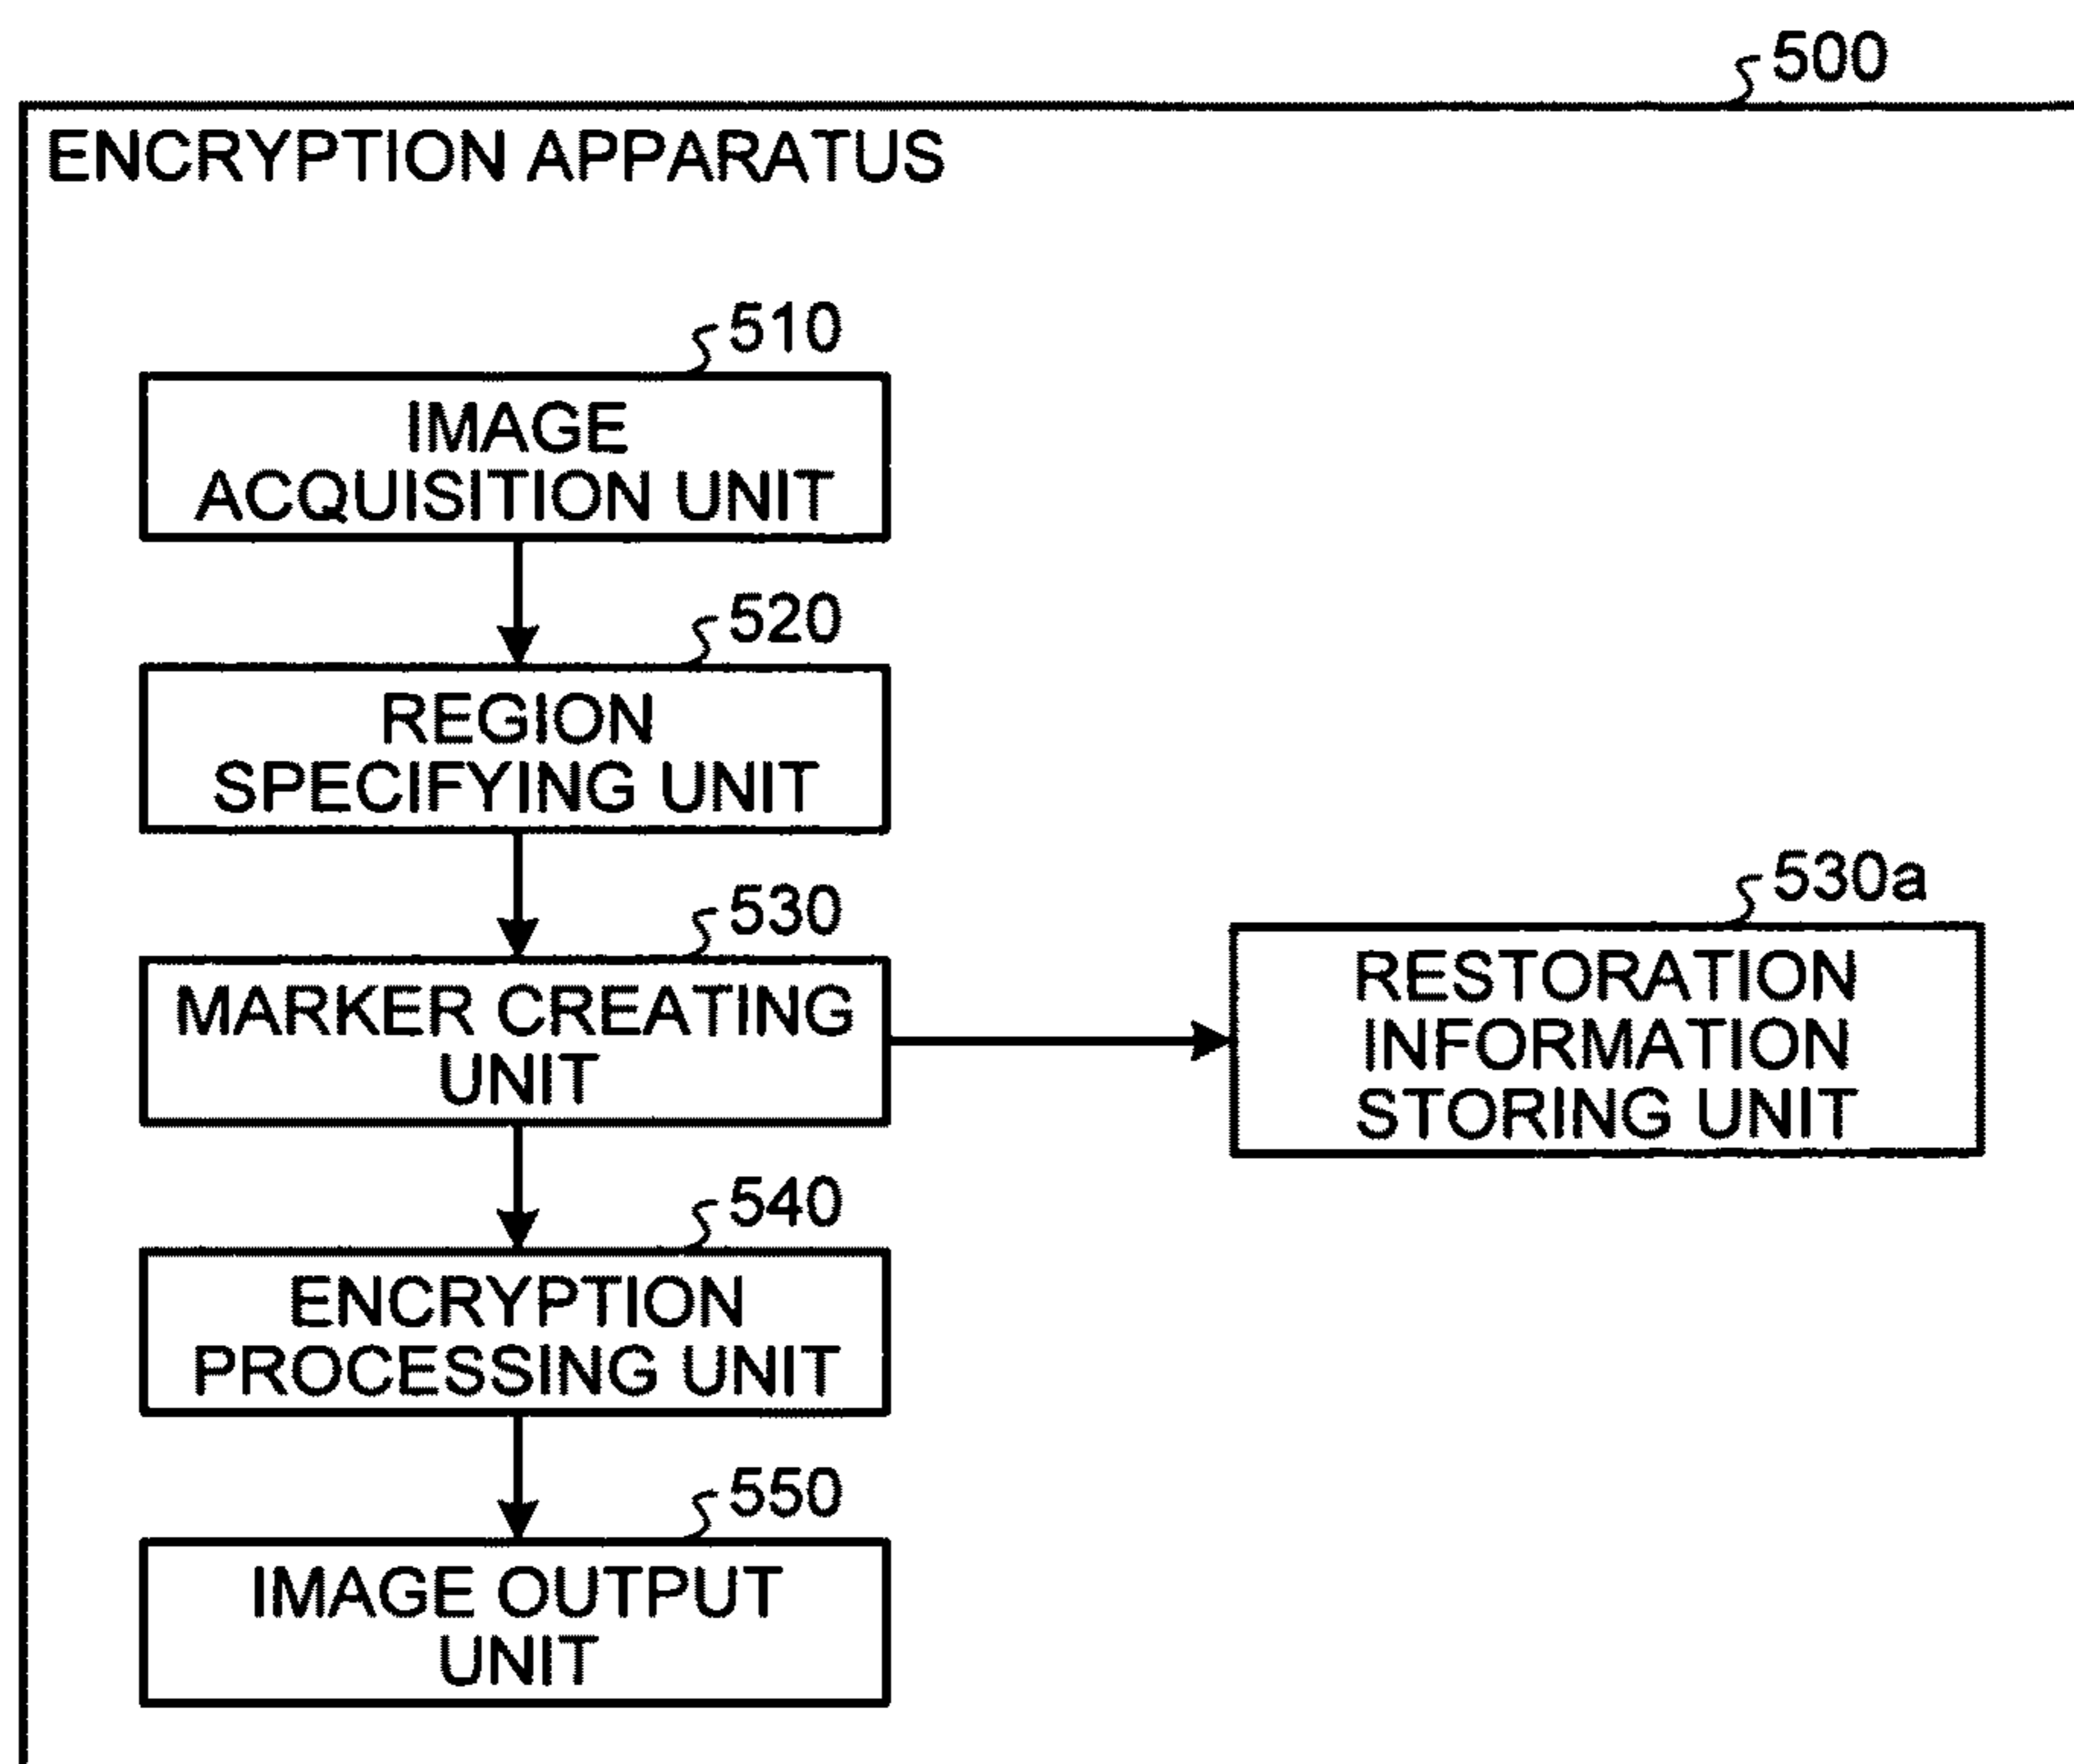 500
ENCRYPTION APPARATUS
510
IMAGE
ACQUISITION UNIT
520
REGION
SPECIFYING UNIT
530
MARKER CREATING
UNIT
530a
RESTORATION
INFORMATION
STORING UNIT
540
ENCRYPTION
PROCESSING UNIT
550
IMAGE OUTPUT
UNIT